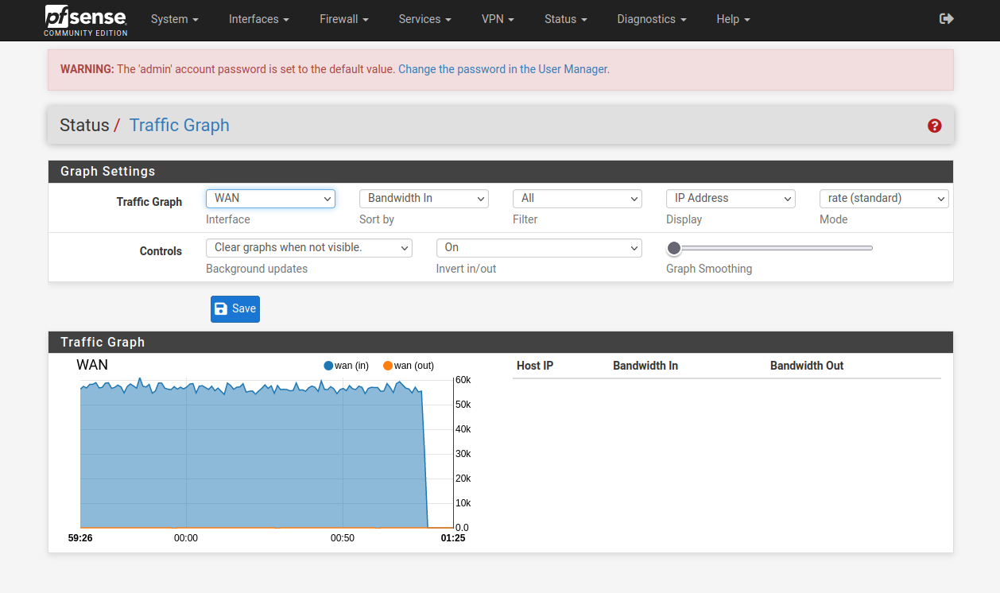 pfsense
COMMUNITY EDITION
System Interfaces Firewall Services VPN Status Diagnostics Help
WARNING: The 'admin' account password is set to the default value. Change the password in the User Manager.
Status / Traffic Graph ?
Graph Settings
Traffic Graph WAN Bandwidth In All IP Address rate (standard)
Interface Sort by Filter Display Mode
Controls Clear graphs when not visible. On
Background updates Invert in/out Graph Smoothing
Save
Traffic Graph
WAN wan (in) wan (out)
Host IP Bandwidth In Bandwidth Out
60k
50k
40k
30k
20k
10k
0.0
59:26 00:00 00:50 01:25